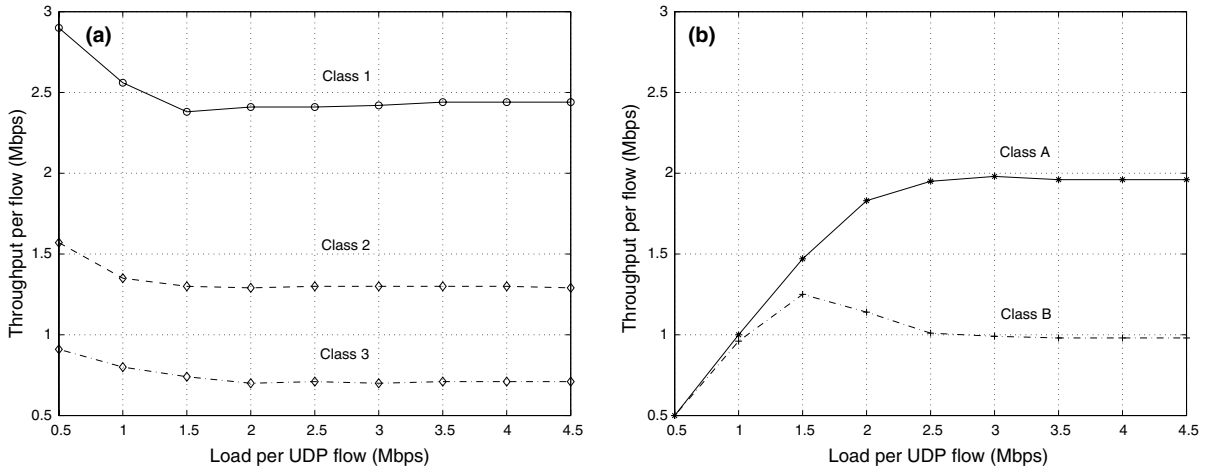 (a)
Throughput per flow (Mbps)
3
2.5
2
1.5
1
0.5
Class 1
Class 2
Class 3
0.5 1 1.5 2 2.5 3 3.5 4 4.5
Load per UDP flow (Mbps)
(b)
Throughput per flow (Mbps)
3
2.5
2
1.5
1
0.5
Class A
Class B
0.5 1 1.5 2 2.5 3 3.5 4 4.5
Load per UDP flow (Mbps)